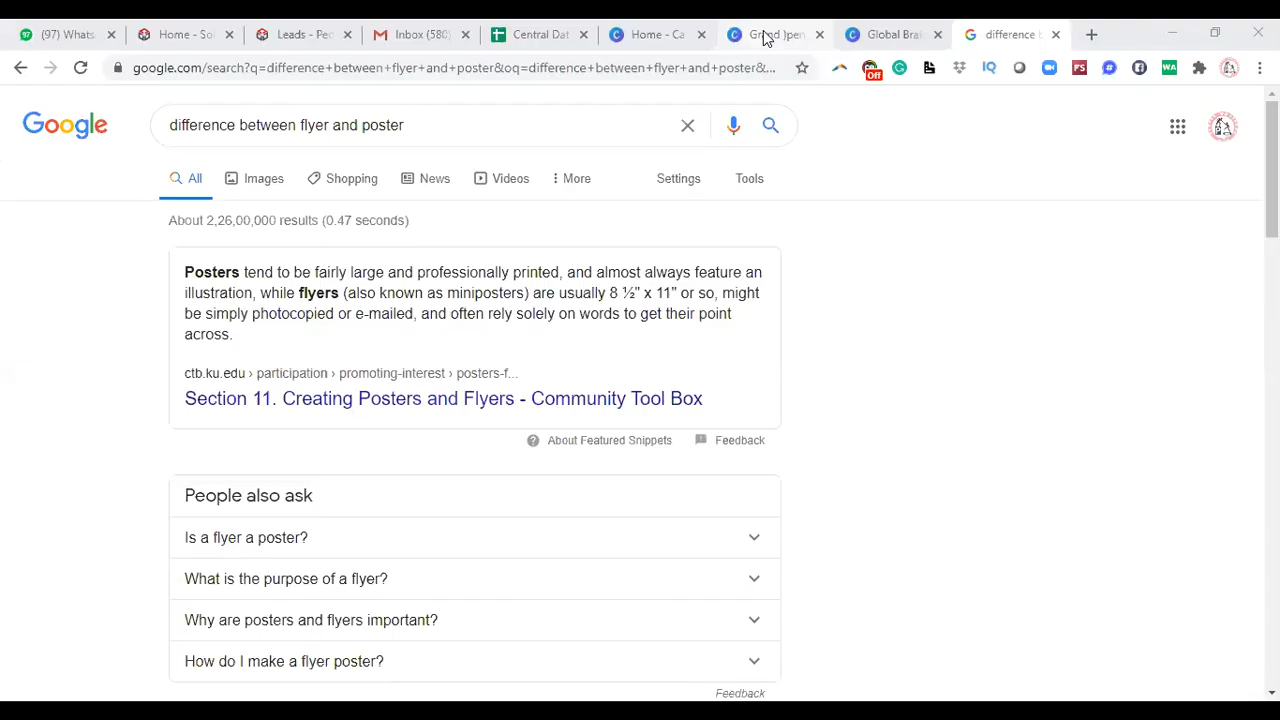 (97) Whats
Home - Sol
Leads - Peo
Inbox (580)
Central Dat
Home - Ca
Global Brai
difference b
google.com/search?q=difference+between+flyer+and+poster&oq=difference+between+flyer+and+poster&...
Off
Google
difference between flyer and poster
All
Images
Shopping
News
Videos
More
Settings
Tools
About 2,26,00,000 results (0.47 seconds)
Posters tend to be fairly large and professionally printed, and almost always feature an
illustration, while flyers (also known as miniposters) are usually 8 ½" x 11" or so, might
be simply photocopied or e-mailed, and often rely solely on words to get their point
across.
ctb.ku.edu › participation › promoting-interest › posters-f...
Section 11. Creating Posters and Flyers - Community Tool Box
About Featured Snippets
Feedback
People also ask
Is a flyer a poster?
What is the purpose of a flyer?
Why are posters and flyers important?
How do I make a flyer poster?
Feedback